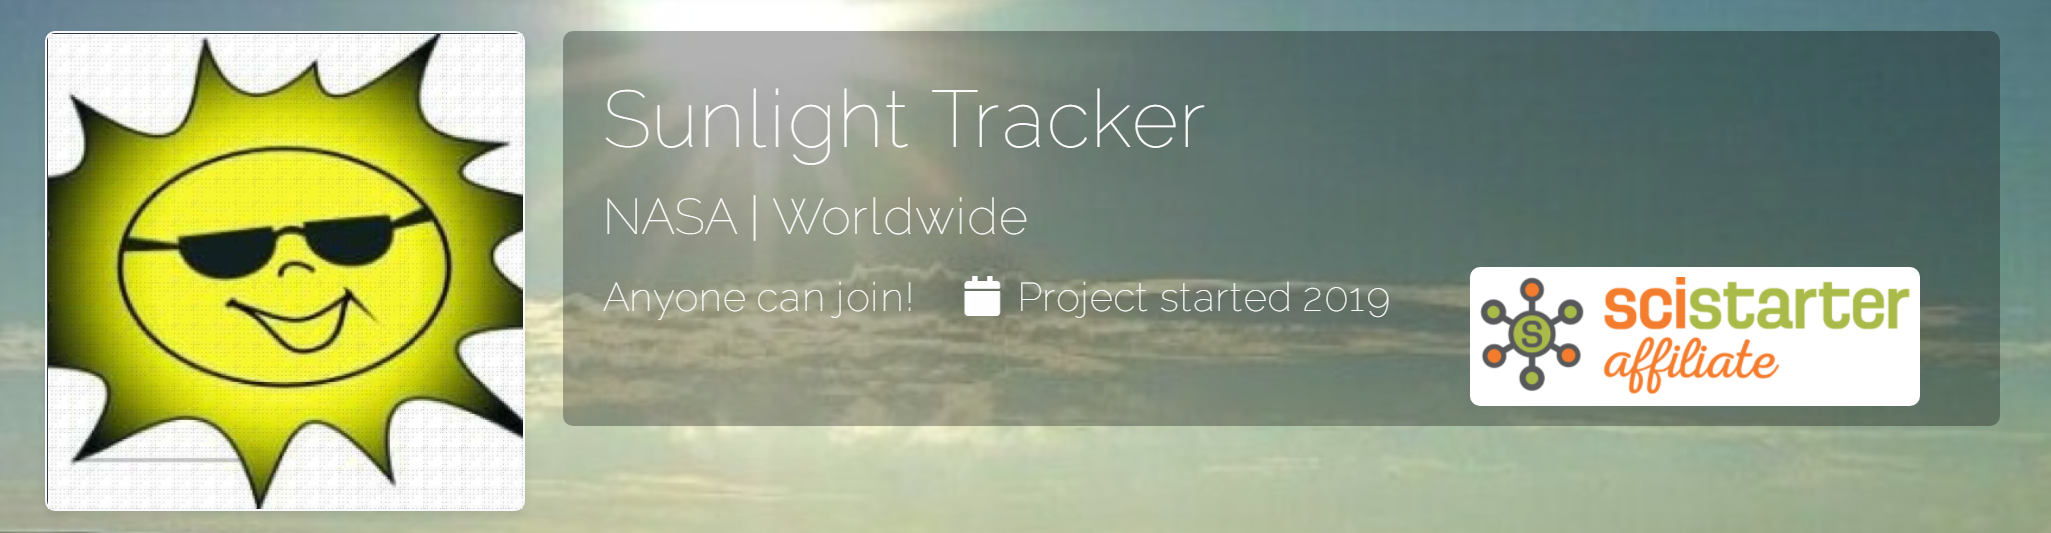 Sunlight Tracker
NASA | Worldwide
Anyone can join! Project started 2019
S
scistarter
affiliate